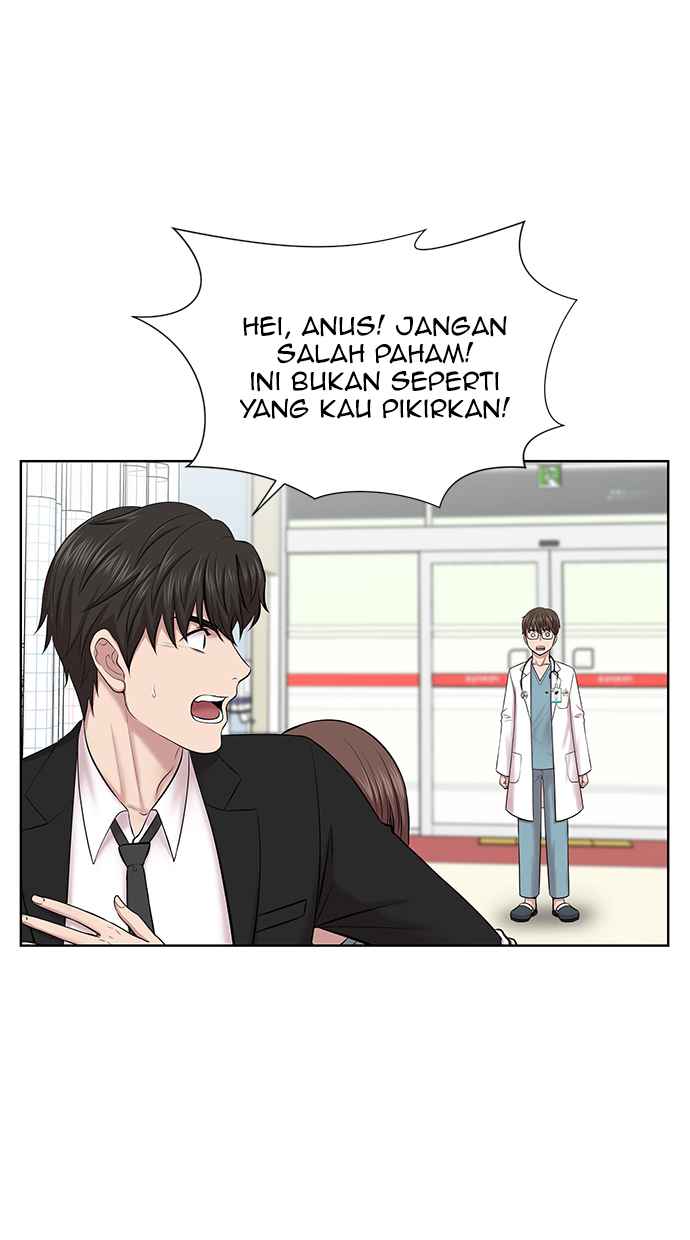 HEI, ANUS! JANGAN
SALAH PAHAM!
INI BUKAN SEPERTI
YANG KAU PIKIRKAN!